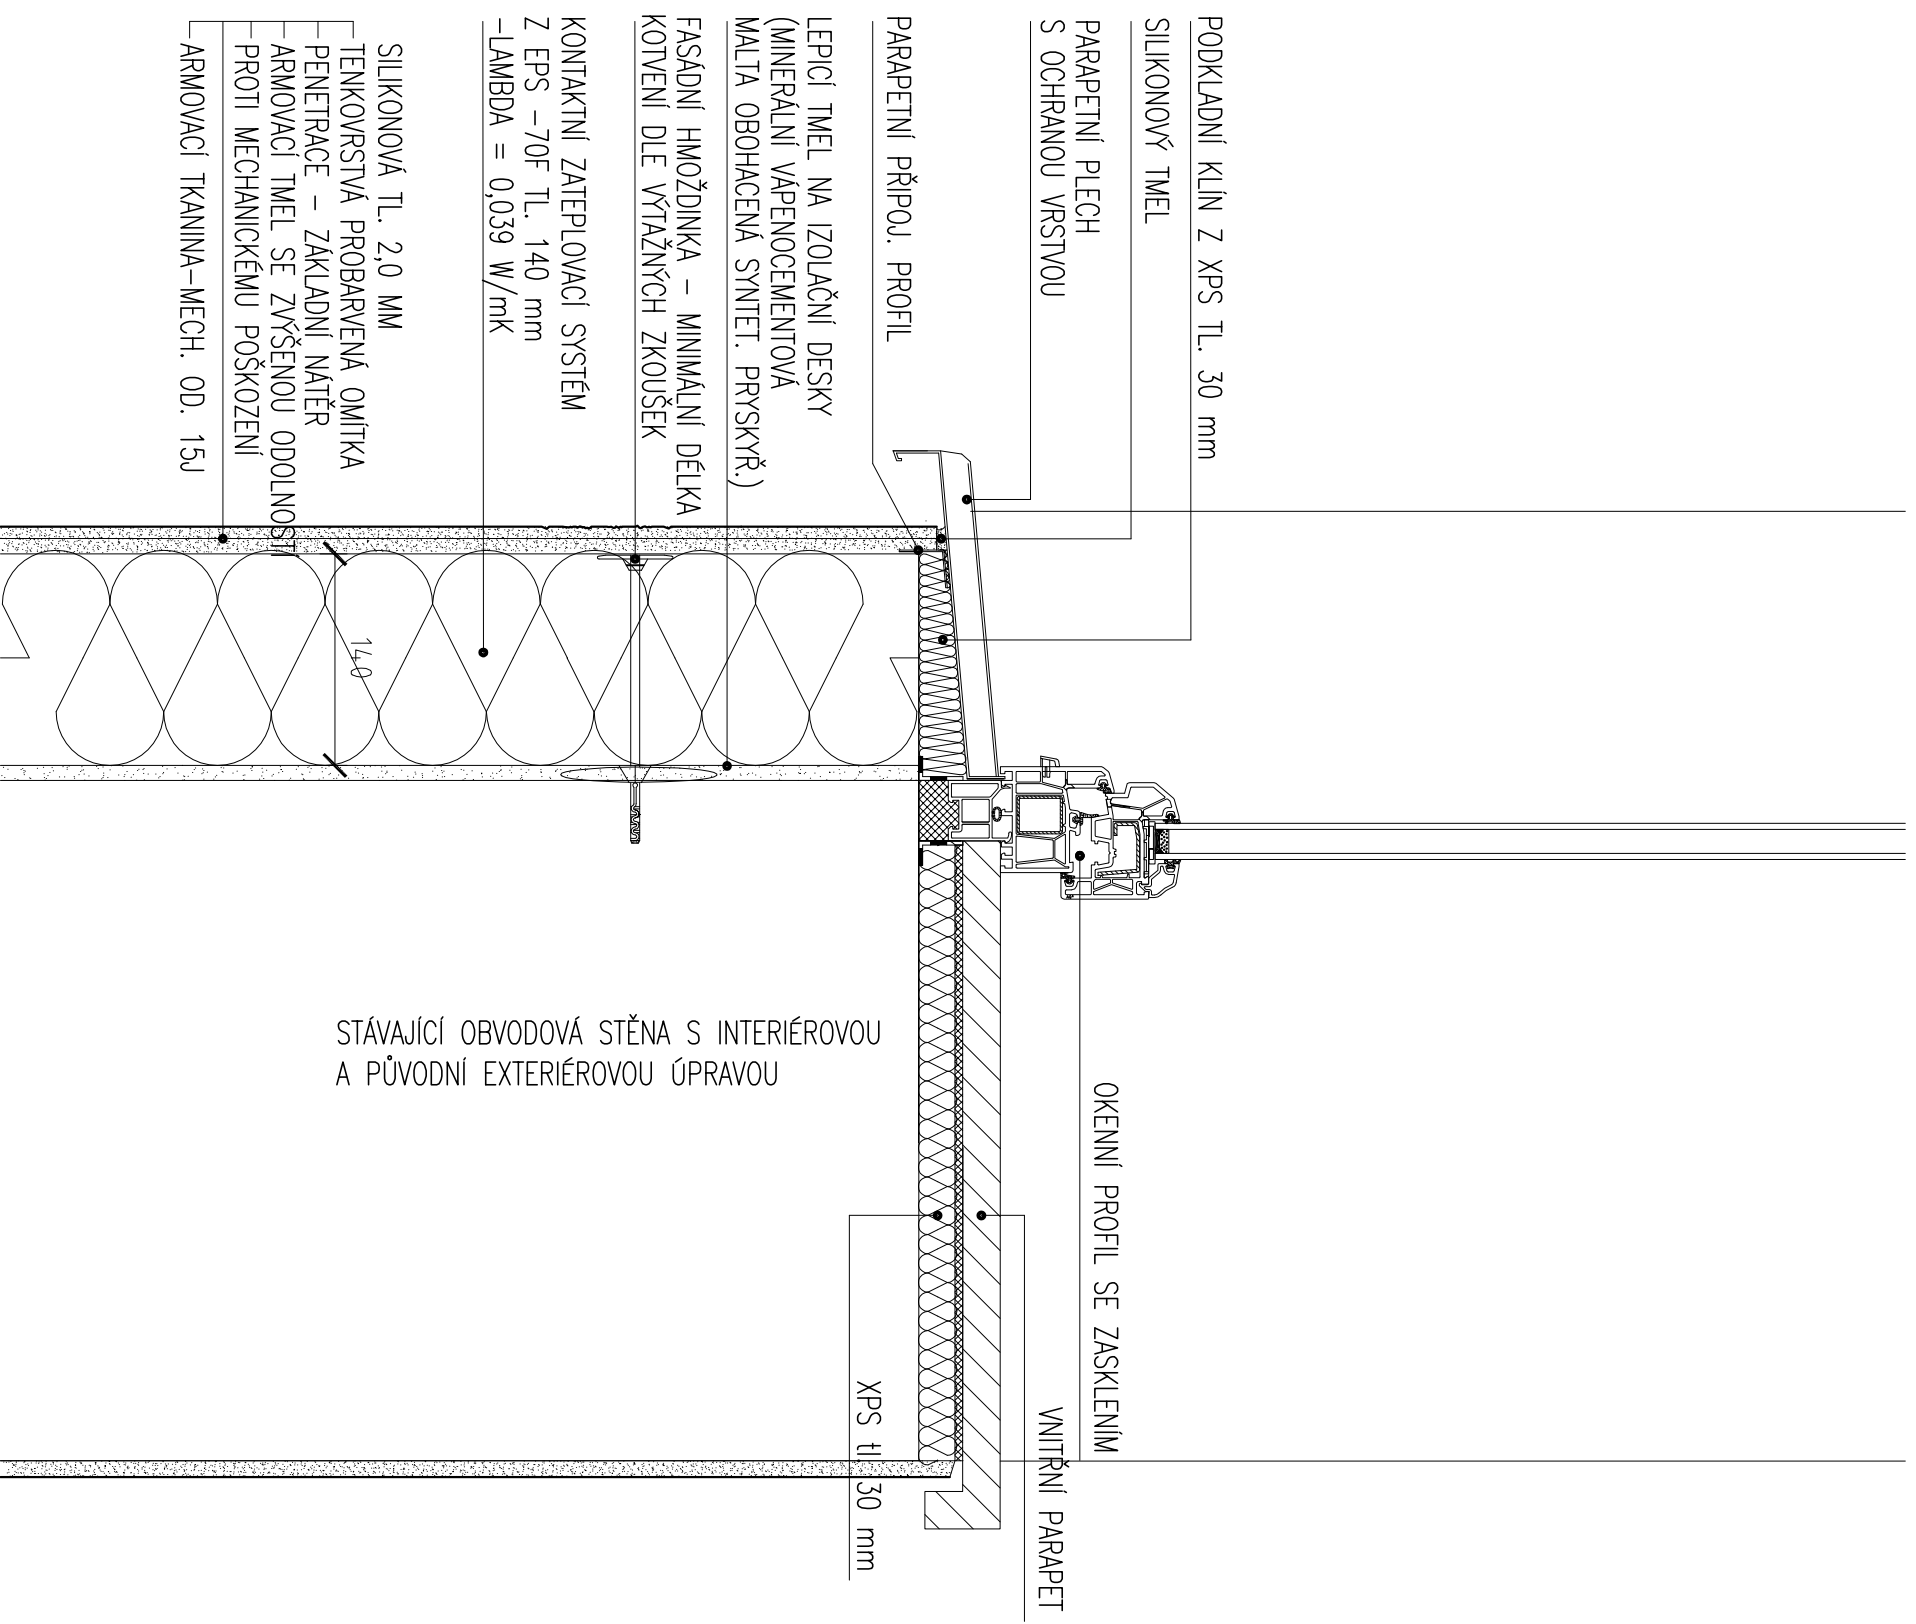 PODKLADNÍ KLÍN Z XPS TL. 30 mm
SILIKONOVÝ TMEL
PARAPETNÍ PLECH
S OCHRANOU VRSTVOU
PARAPETNÍ PŘIPOJ. PROFIL
LEPICÍ TMEL NA IZOLAČNÍ DESKY
(MINERÁLNÍ VÁPENOCEMENTOVÁ
MALTA OBOHACENÁ SYNTET. PRYSKYŘ.)
FASÁDNÍ HMOŽDINKA - MINIMÁLNÍ DÉLKA
KOTVENÍ DLE VÝTAŽNÝCH ZKOUŠEK
KONTAKTNÍ ZATEPLOVACÍ SYSTÉM
Z EPS -70F TL. 140 mm
-LAMBDA = 0,039 W/mK
SILIKONOVÁ TL. 2,0 MM
TENKOVRSTVÁ PROBARVENÁ OMÍTKA
PENETRACE - ZÁKLADNÍ NÁTĚR
ARMOVACÍ TMEL SE ZVÝŠENOU ODOLNOSTÍ
PROTI MECHANICKÉMU POŠKOZENÍ
ARMOVACÍ TKANINA-MECH. OD. 15J
140
STÁVAJÍCÍ OBVODOVÁ STĚNA S INTERIÉROVOU
A PŮVODNÍ EXTERIÉROVOU ÚPRAVOU
OKENNÍ PROFIL SE ZASKLENÍM
VNITŘNÍ PARAPET
XPS tl. 30 mm